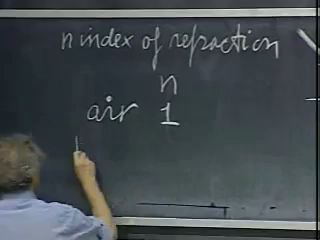 n index of refraction
n
air 1